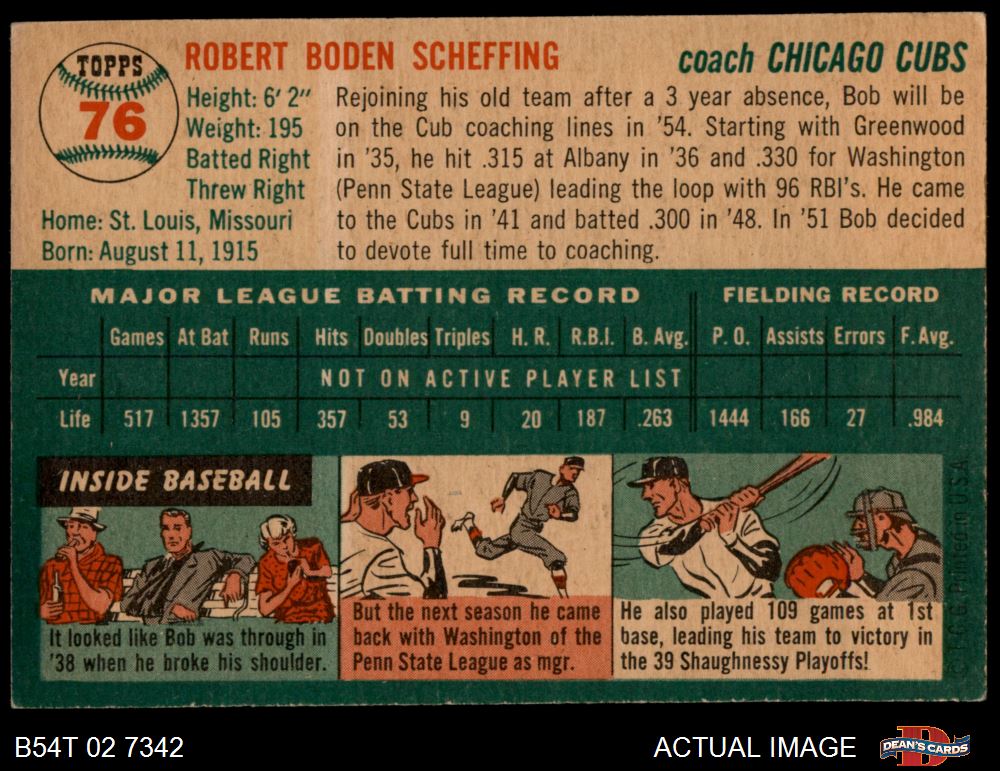 TOPPS
76
ROBERT BODEN SCHEFFING
coach CHICAGO CUBS
Height: 6' 2"
Weight: 195
Batted Right
Threw Right
Home: St. Louis, Missouri
Born: August 11, 1915
Rejoining his old team after a 3 year absence, Bob will be
on the Cub coaching lines in '54. Starting with Greenwood
in '35, he hit .315 at Albany in '36 and .330 for Washington
(Penn State League) leading the loop with 96 RBI's. He came
to the Cubs in '41 and batted .300 in '48. In '51 Bob decided
to devote full time to coaching.
MAJOR LEAGUE BATTING RECORD FIELDING RECORD
Games At Bat Runs Hits Doubles Triples H. R. R.B.I. B. Avg. P. O. Assists Errors F. Avg.
Year NOT ON ACTIVE PLAYER LIST
Life 517 1357 105 357 53 9 20 187 .263 1444 166 27 .984
INSIDE BASEBALL
It looked like Bob was through in
'38 when he broke his shoulder.
But the next season he came
back with Washington of the
Penn State League as mgr.
He also played 109 games at 1st
base, leading his team to victory in
the 39 Shaughnessy Playoffs!
© T. C. G. Printed in U.S.A.
B54T 02 7342
ACTUAL IMAGE
DEAN'S CARDS